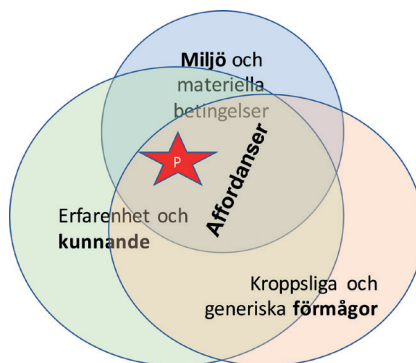 Miljö och
materiella
betingelser
P
Affordanser
Erfarenhet och
kunnande
Kroppsliga och
generiska förmågor